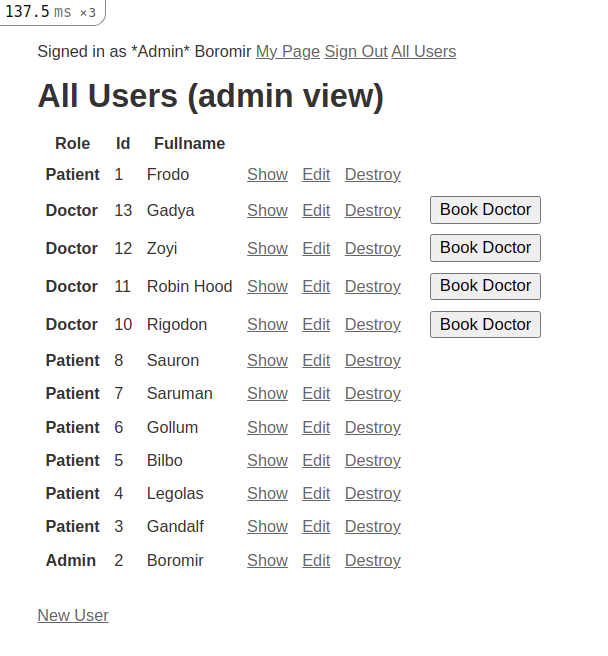 137.5 ms ×3
Signed in as *Admin* Boromir My Page Sign Out All Users
All Users (admin view)
Role Id Fullname
Patient 1 Frodo Show Edit Destroy
Doctor 13 Gadya Show Edit Destroy Book Doctor
Doctor 12 Zoyi Show Edit Destroy Book Doctor
Doctor 11 Robin Hood Show Edit Destroy Book Doctor
Doctor 10 Rigodon Show Edit Destroy Book Doctor
Patient 8 Sauron Show Edit Destroy
Patient 7 Saruman Show Edit Destroy
Patient 6 Gollum Show Edit Destroy
Patient 5 Bilbo Show Edit Destroy
Patient 4 Legolas Show Edit Destroy
Patient 3 Gandalf Show Edit Destroy
Admin 2 Boromir Show Edit Destroy
New User